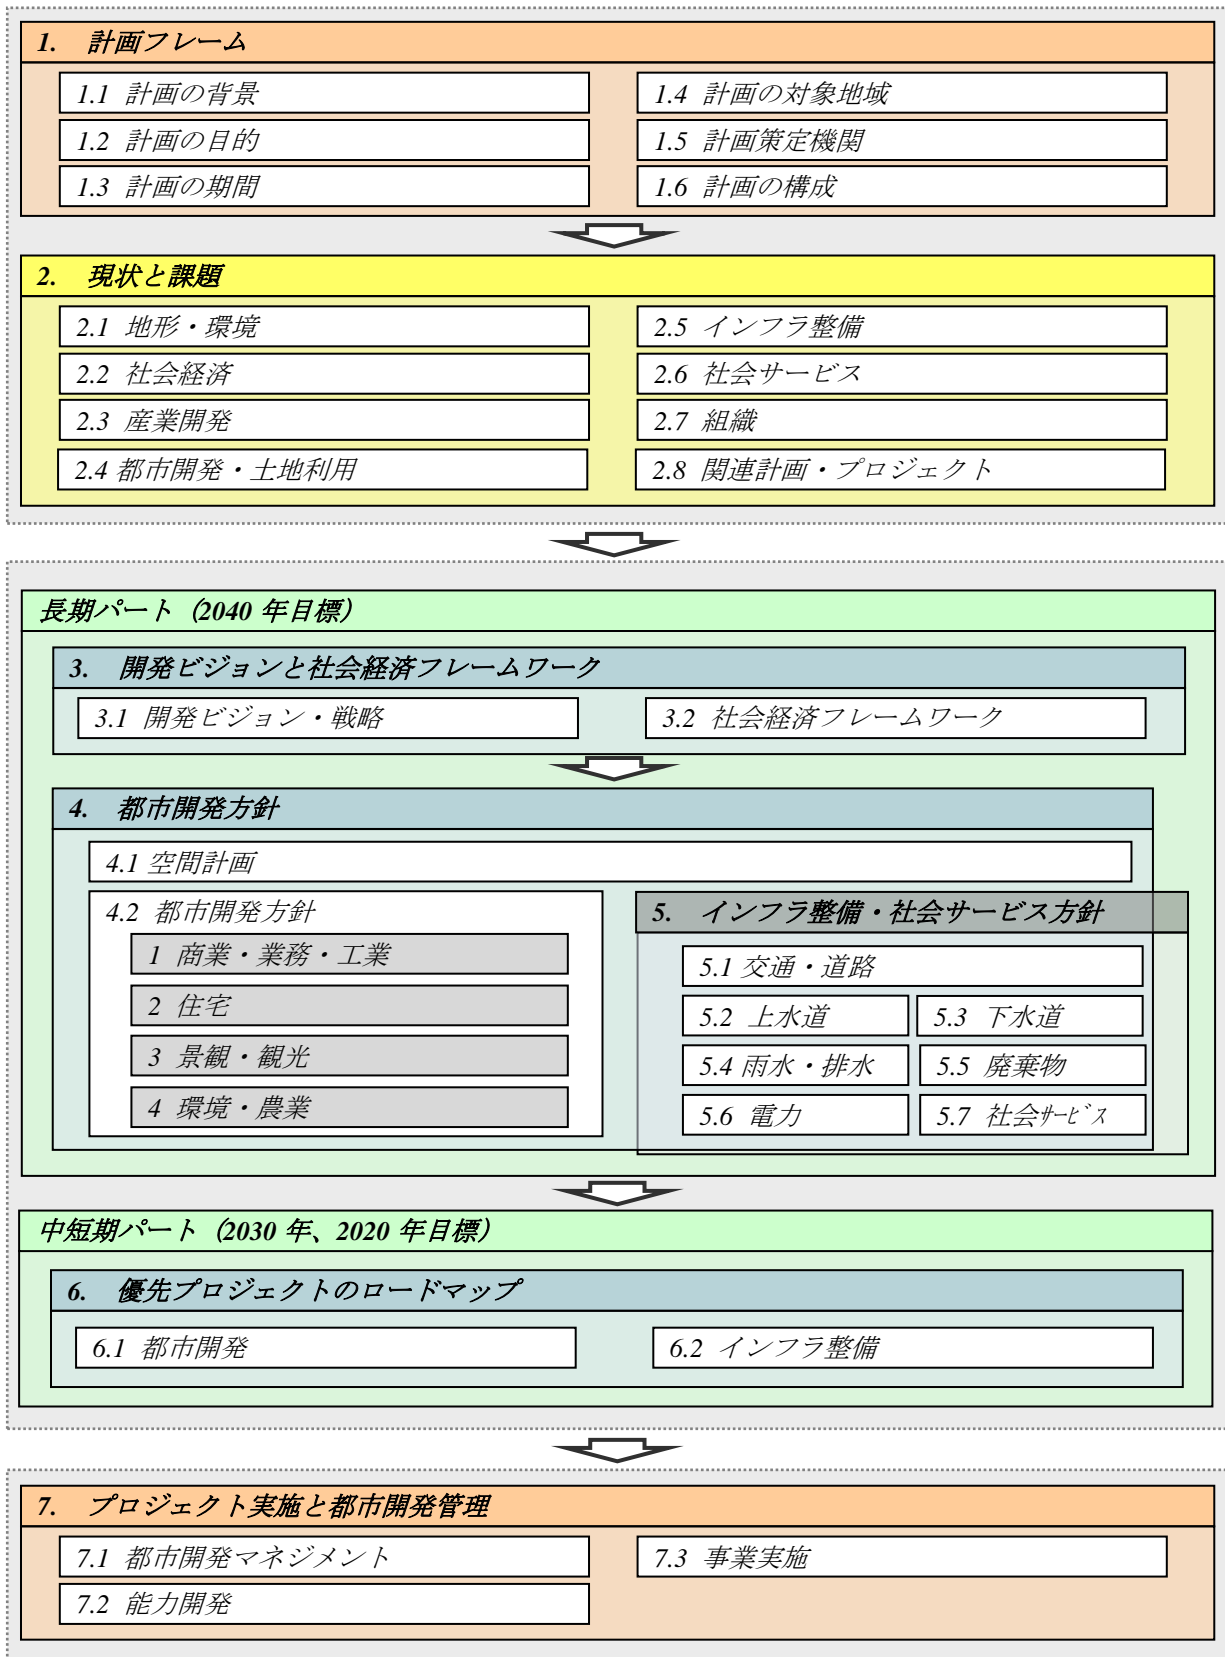 1. 計画フレーム
1.1 計画の背景
1.2 計画の目的
1.3 計画の期間
1.4 計画の対象地域
1.5 計画策定機関
1.6 計画の構成
2. 現状と課題
2.1 地形・環境
2.2 社会経済
2.3 産業開発
2.4 都市開発・土地利用
2.5 インフラ整備
2.6 社会サービス
2.7 組織
2.8 関連計画・プロジェクト
長期パート（2040 年目標）
3. 開発ビジョンと社会経済フレームワーク
3.1 開発ビジョン・戦略
3.2 社会経済フレームワーク
4. 都市開発方針
4.1 空間計画
4.2 都市開発方針
1 商業・業務・工業
2 住宅
3 景観・観光
4 環境・農業
5. インフラ整備・社会サービス方針
5.1 交通・道路
5.2 上水道
5.3 下水道
5.4 雨水・排水
5.5 廃棄物
5.6 電力
5.7 社会ｻｰﾋﾞｽ
中短期パート（2030 年、2020 年目標）
6. 優先プロジェクトのロードマップ
6.1 都市開発
6.2 インフラ整備
7. プロジェクト実施と都市開発管理
7.1 都市開発マネジメント
7.2 能力開発
7.3 事業実施